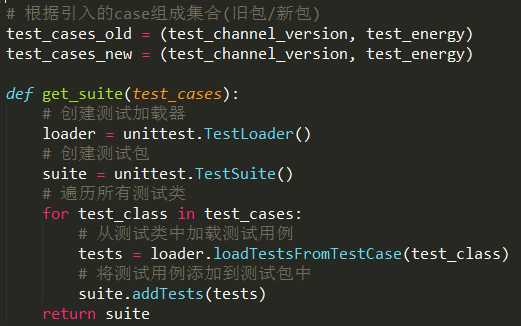 # 根据引入的case组成集合(旧包/新包)
test_cases_old = (test_channel_version, test_energy)
test_cases_new = (test_channel_version, test_energy)
def get_suite(test_cases):
# 创建测试加载器
loader = unittest.TestLoader()
# 创建测试包
suite = unittest.TestSuite()
# 遍历所有测试类
for test_class in test_cases:
# 从测试类中加载测试用例
tests = loader.loadTestsFromTestCase(test_class)
# 将测试用例添加到测试包中
suite.addTests(tests)
return suite